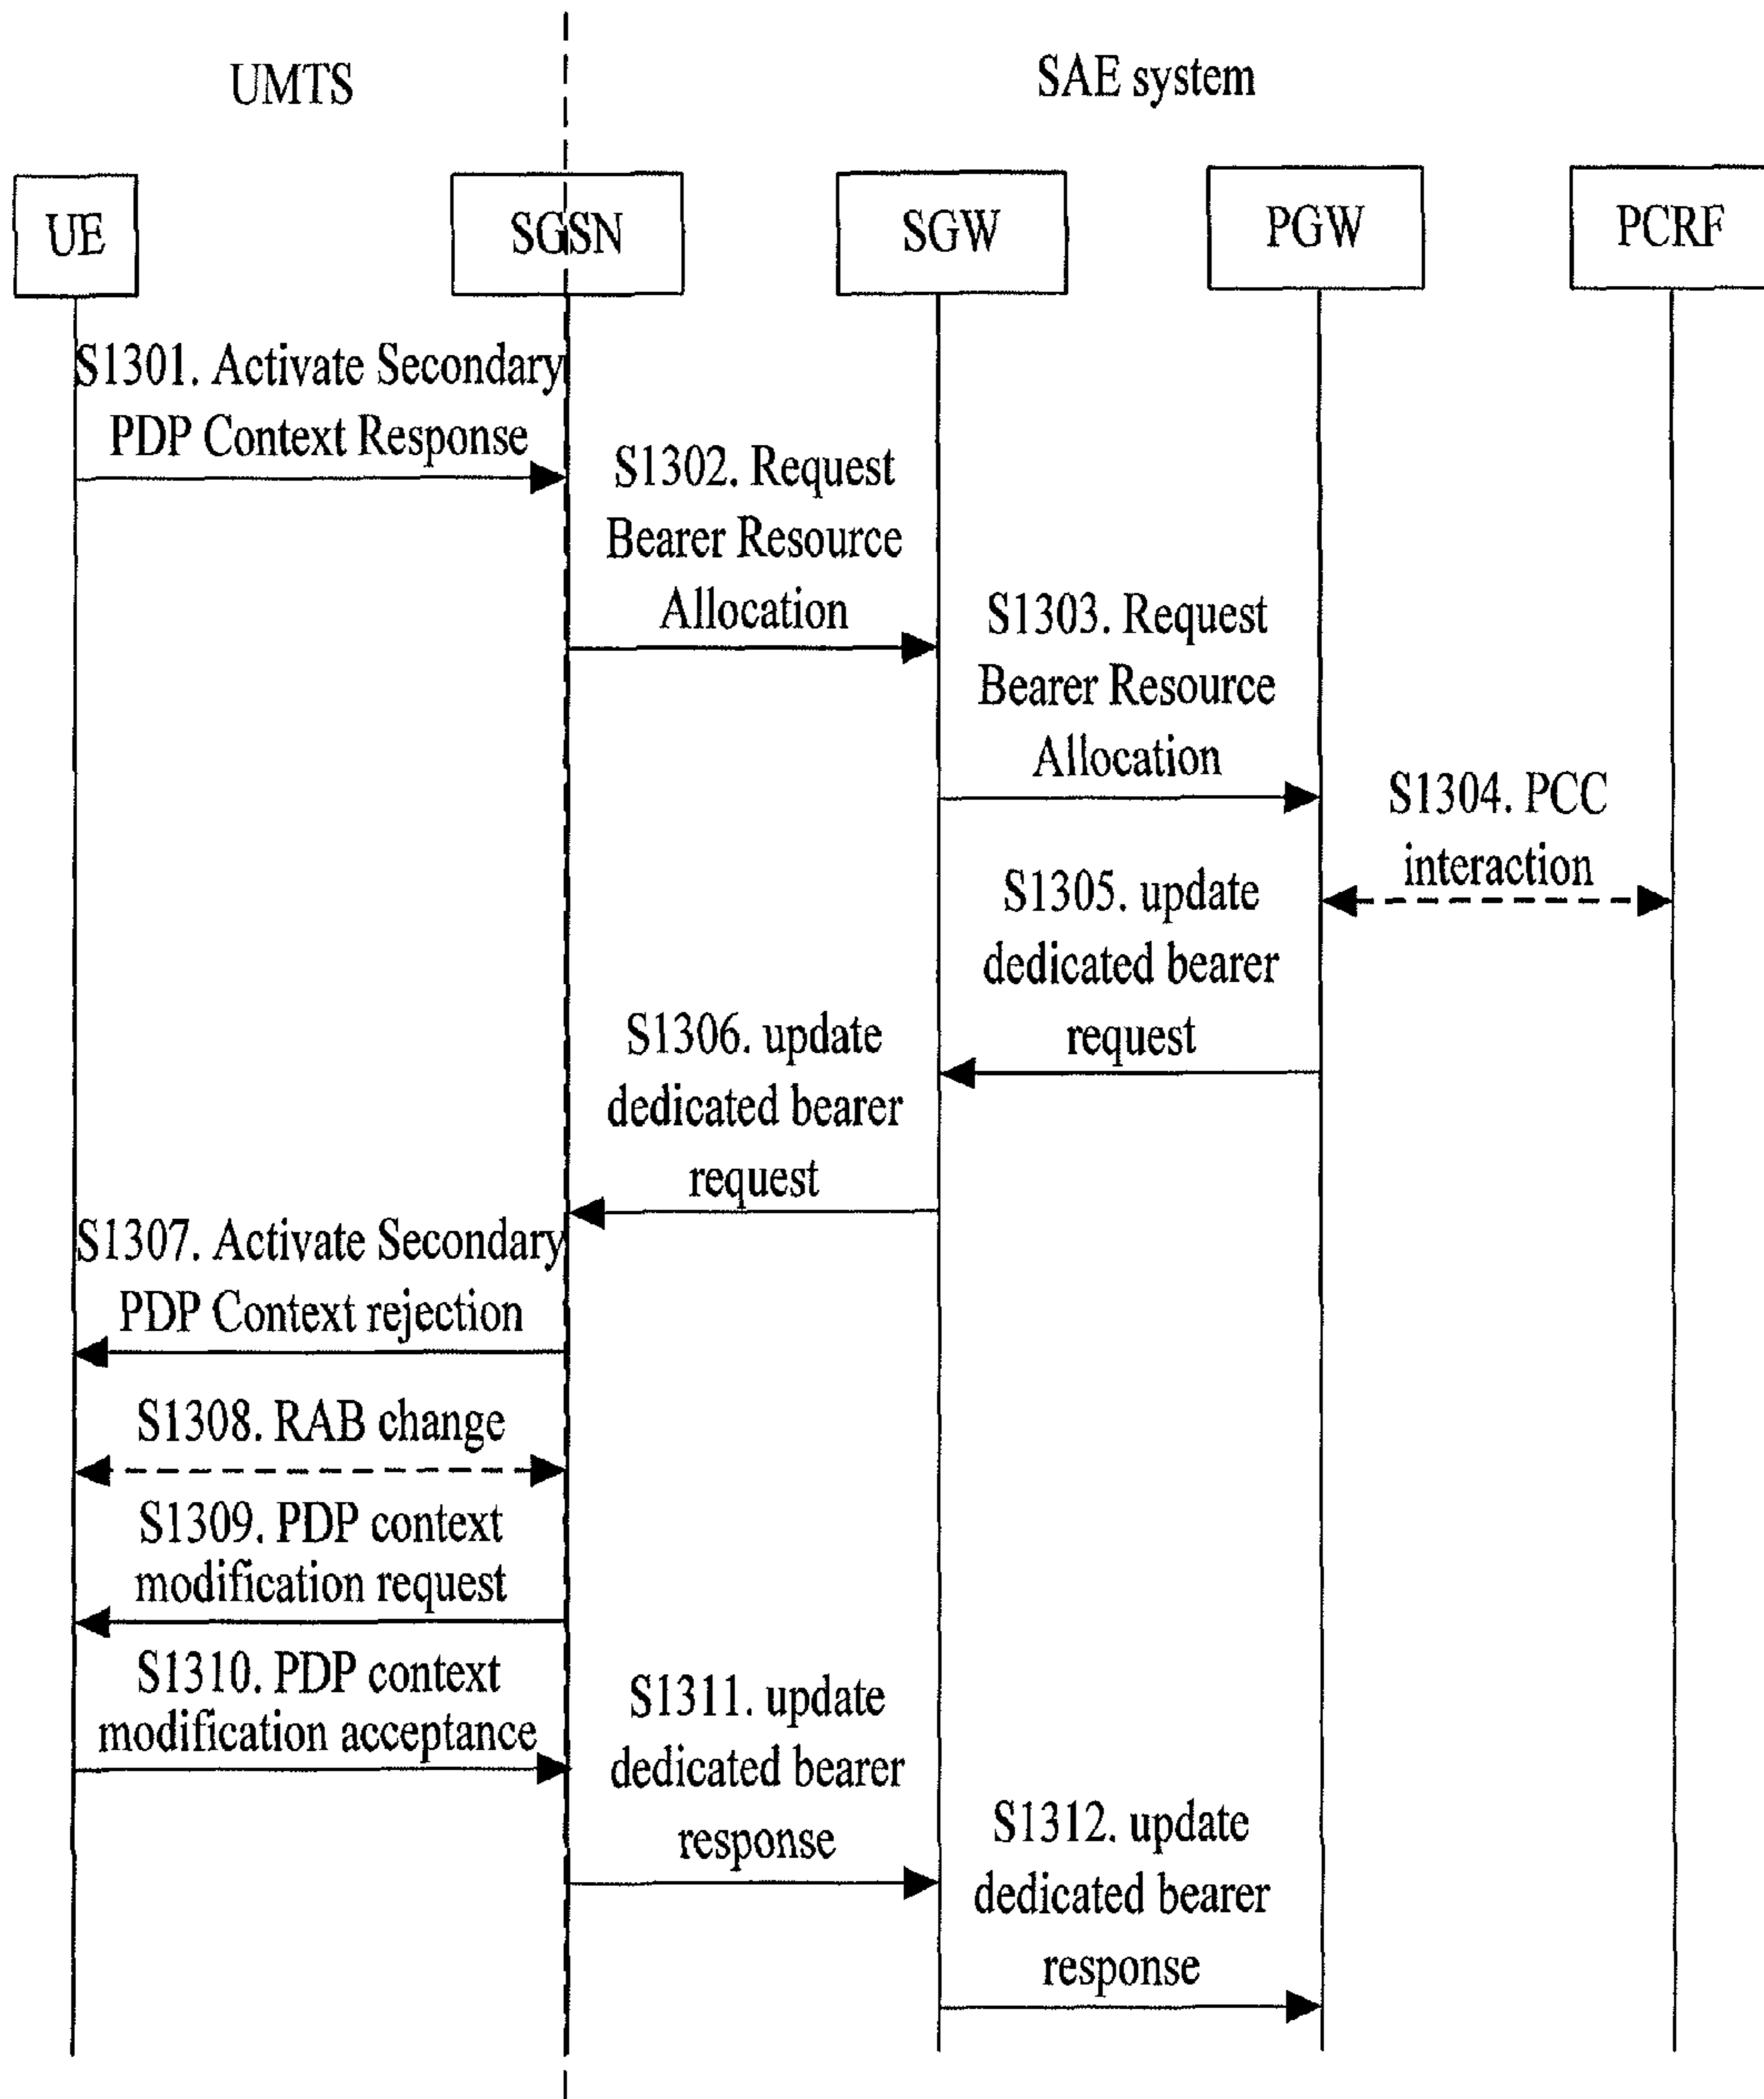 UMTS
SAE system
UE
SGSN
SGW
PGW
PCRF
S1301. Activate Secondary
PDP Context Response
S1302. Request
Bearer Resource
Allocation
S1303. Request
Bearer Resource
Allocation
S1304. PCC
interaction
S1305. update
dedicated bearer
request
S1306. update
dedicated bearer
request
S1307. Activate Secondary
PDP Context rejection
S1308. RAB change
S1309. PDP context
modification request
S1310. PDP context
modification acceptance
S1311. update
dedicated bearer
response
S1312. update
dedicated bearer
response